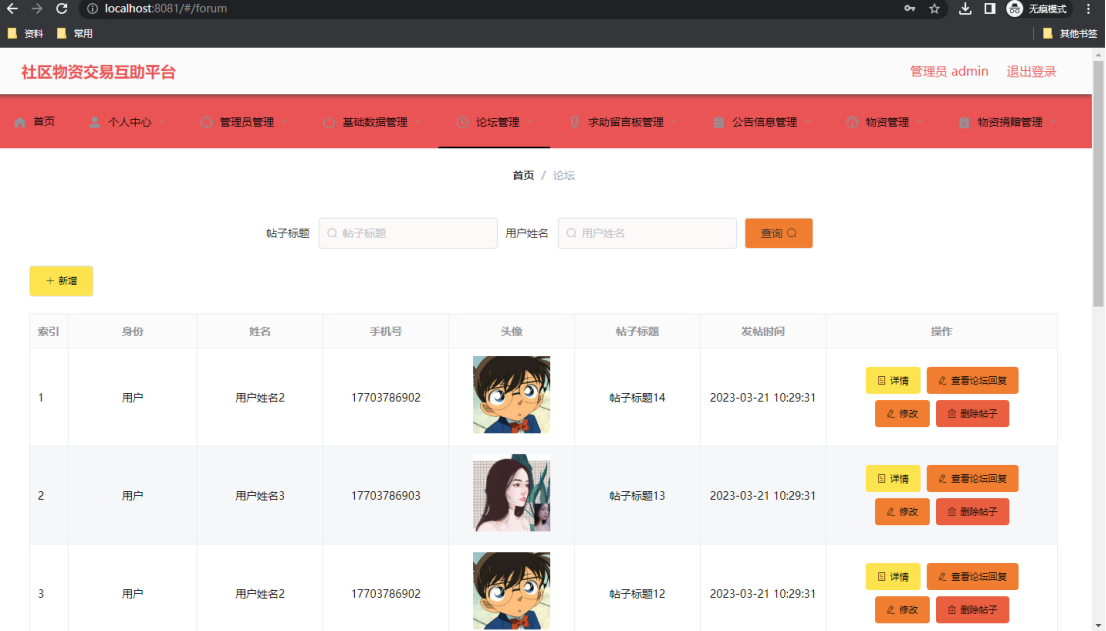 localhost:8081/#/forum
无痕模式
资料 常用 其他书签
社区物资交易互助平台 管理员 admin 退出登录
首页 个人中心 管理员管理 基础数据管理 论坛管理 求助留言板管理 公告信息管理 物资管理 物资捐赠管理
首页 / 论坛
帖子标题 帖子标题 用户姓名 用户姓名 查询
+ 新增
索引 身份 姓名 手机号 头像 帖子标题 发帖时间 操作
详情 查看论坛回复
1 用户 用户姓名2 17703786902 帖子标题14 2023-03-21 10:29:31
修改 删除帖子
详情 查看论坛回复
2 用户 用户姓名3 17703786903 帖子标题13 2023-03-21 10:29:31
修改 删除帖子
详情 查看论坛回复
3 用户 用户姓名2 17703786902 帖子标题12 2023-03-21 10:29:31
修改 删除帖子